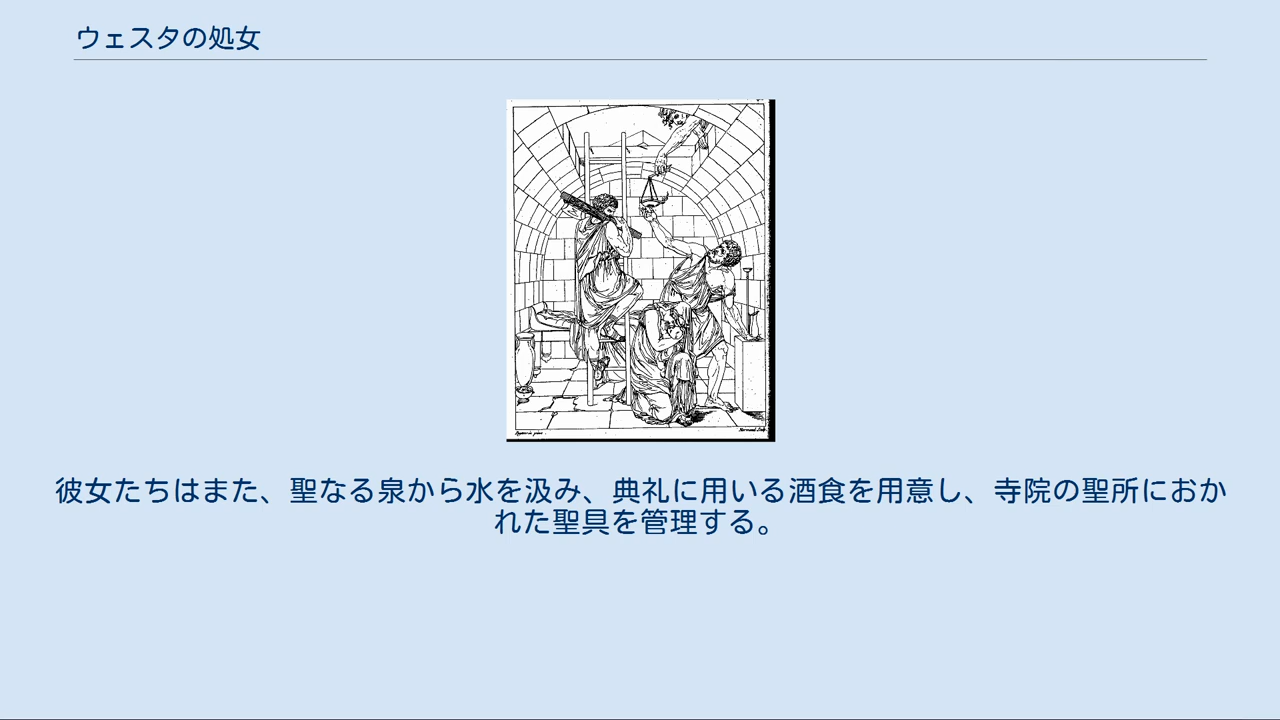 ウェスタの処女
彼女たちはまた、聖なる泉から水を汲み、典礼に用いる酒食を用意し、寺院の聖所におか
れた聖具を管理する。